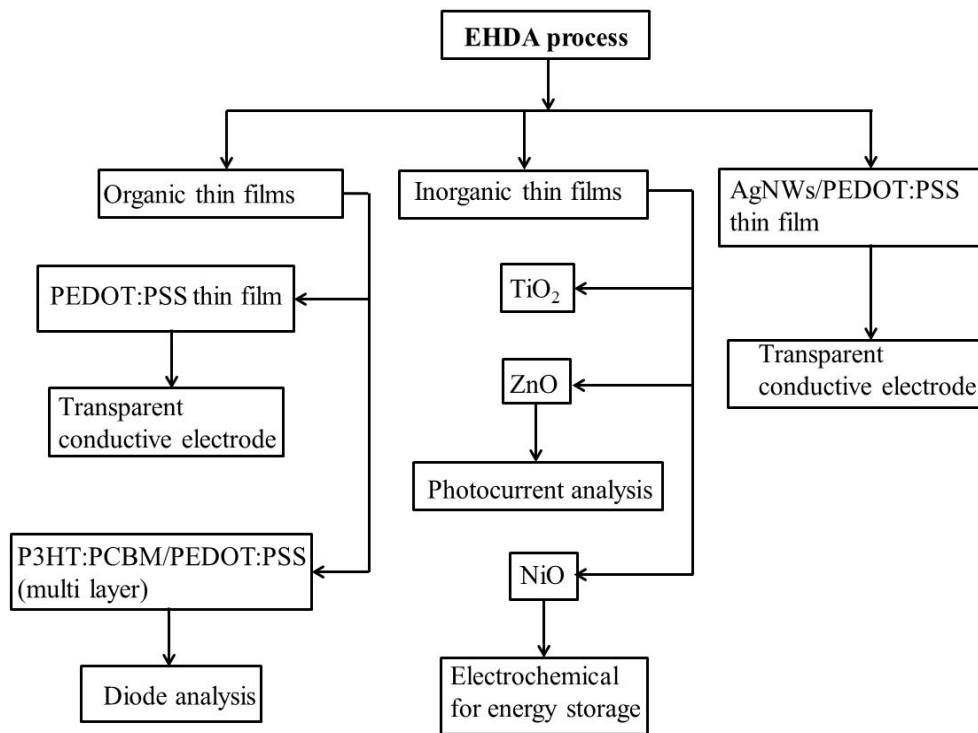 EHDA process
Organic thin films
Inorganic thin films
AgNWs/PEDOT:PSS
thin film
PEDOT:PSS thin film
TiO₂
Transparent
conductive electrode
ZnO
Transparent
conductive electrode
Photocurrent analysis
P3HT:PCBM/PEDOT:PSS
(multi layer)
NiO
Diode analysis
Electrochemical
for energy storage